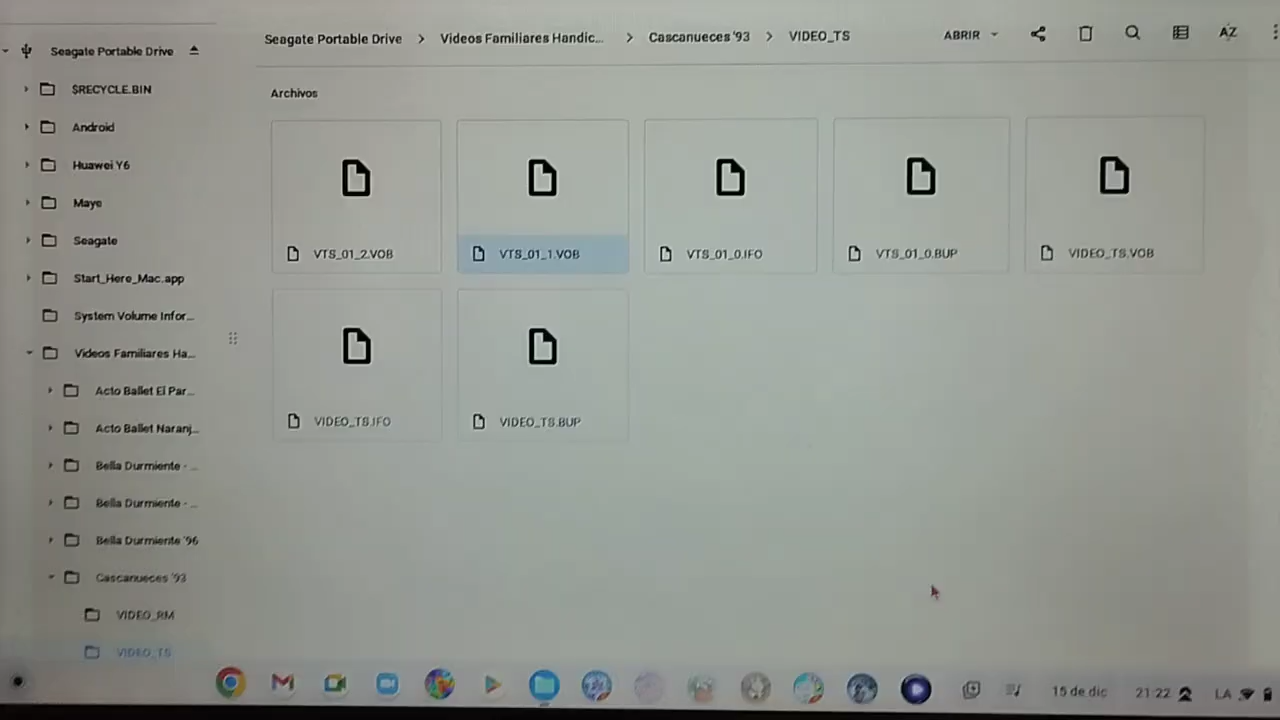 Seagate Portable Drive
$RECYCLE.BIN
Android
Huawei Y6
Maye
Seagate
Start_Here_Mac.app
System Volume Infor...
Videos Familiares Ha...
Acto Ballet El Par...
Acto Ballet Naranj...
Bella Durmiente - ...
Bella Durmiente - ...
Bella Durmiente '96
Cascanueces '93
VIDEO_RM
VIDEO_TS
Seagate Portable Drive > Videos Familiares Handic... > Cascanueces '93 > VIDEO_TS
ABRIR
AZ
Archivos
VTS_01_2.VOB
VTS_01_1.VOB
VTS_01_0.IFO
VTS_01_0.BUP
VIDEO_TS.VOB
VIDEO_TS.IFO
VIDEO_TS.BUP
15 de dic
21:22
LA